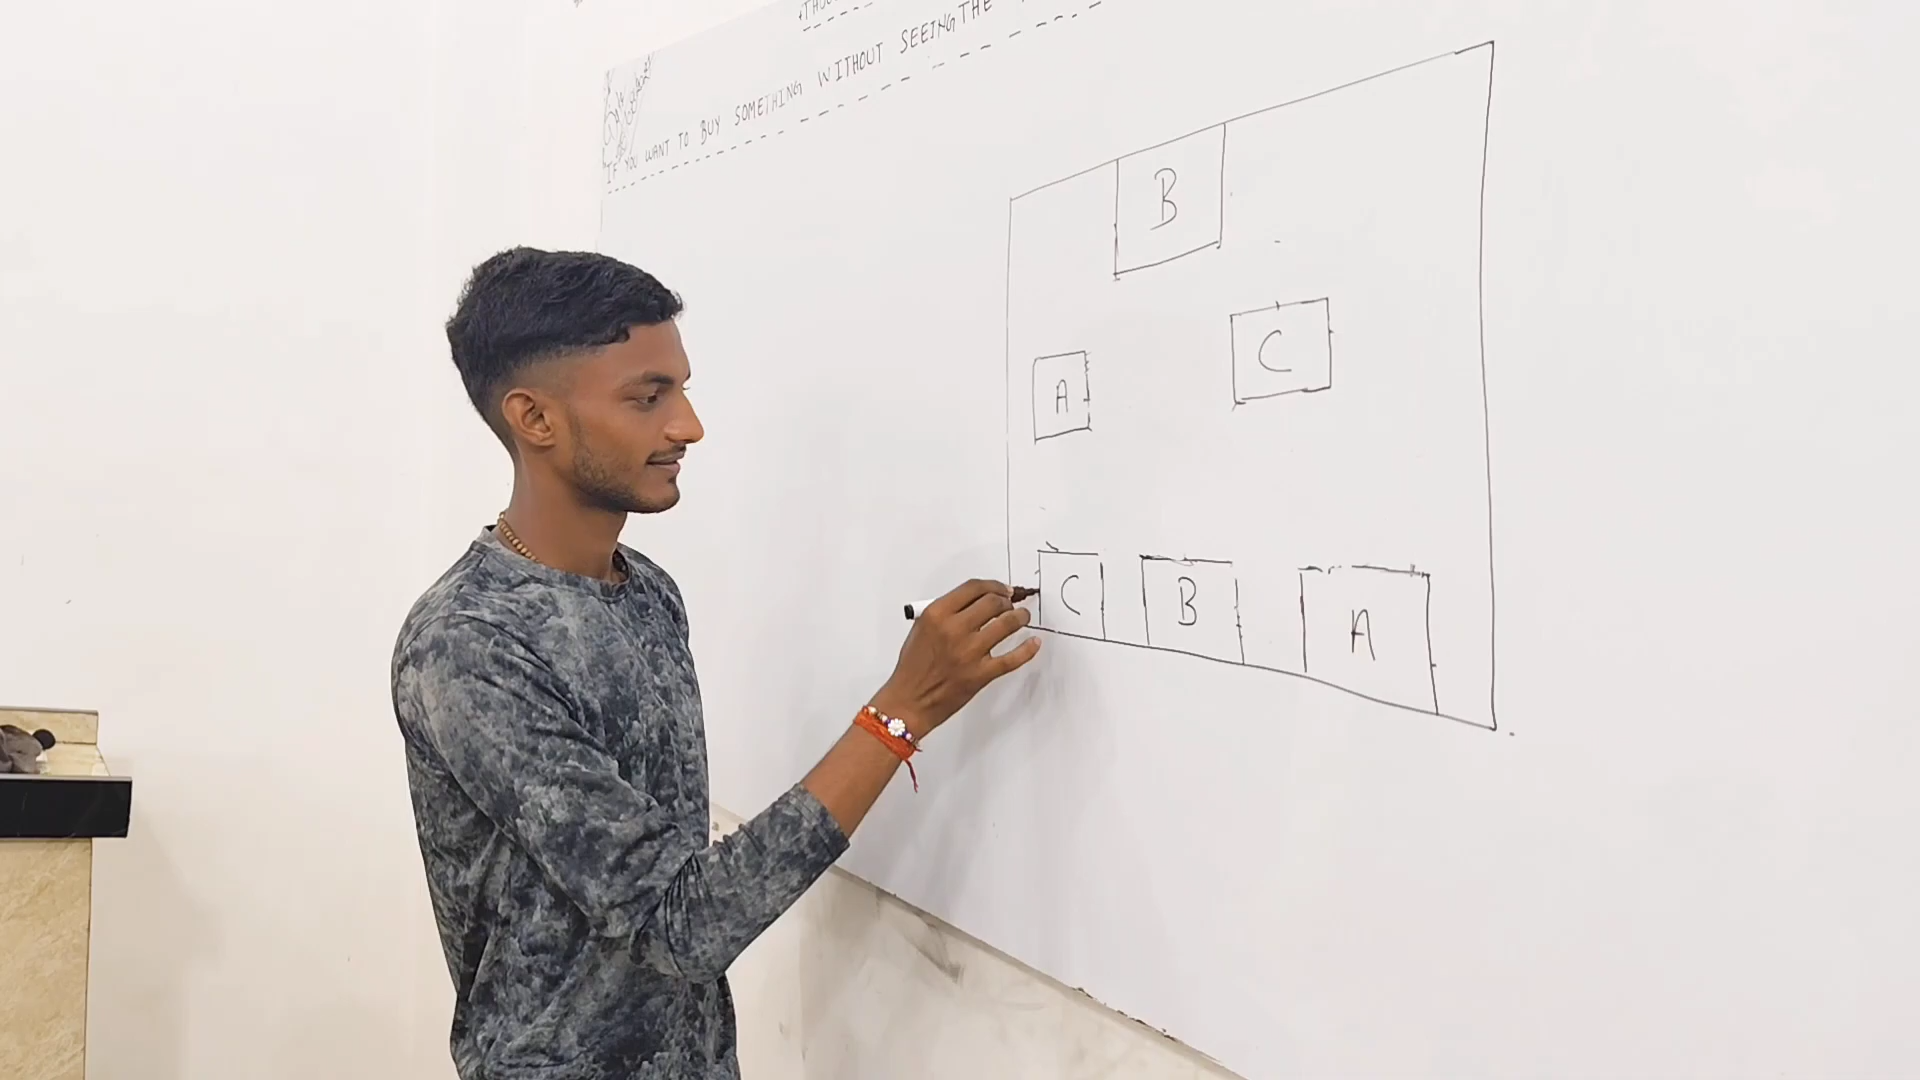 IF YOU WANT TO BUY SOMETHING WITHOUT SEEING THE
B
C
A
C B A